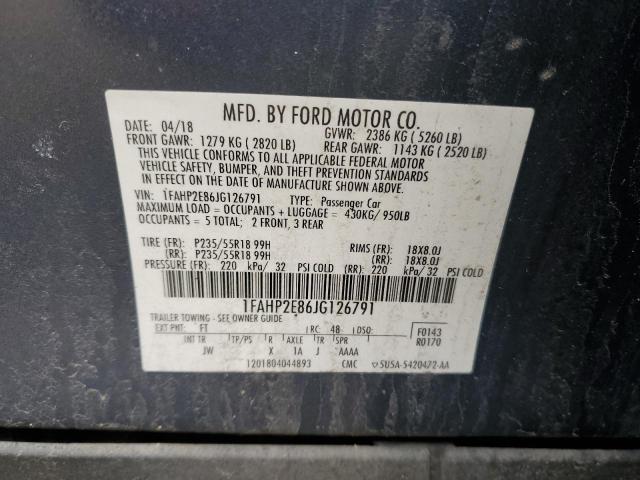 MFD. BY FORD MOTOR CO.
DATE: 04/18 GVWR: 2386 KG ( 5260 LB)
FRONT GAWR: 1279 KG ( 2820 LB) REAR GAWR: 1143 KG ( 2520 LB)
THIS VEHICLE CONFORMS TO ALL APPLICABLE FEDERAL MOTOR
VEHICLE SAFETY, BUMPER, AND THEFT PREVENTION STANDARDS
IN EFFECT ON THE DATE OF MANUFACTURE SHOWN ABOVE.
VIN: 1FAHP2E86JG126791 TYPE: Passenger Car
MAXIMUM LOAD = OCCUPANTS + LUGGAGE = 430KG/ 950LB
OCCUPANTS = 5 TOTAL; 2 FRONT, 3 REAR
TIRE (FR): P235/55R18 99H RIMS (FR): 18X8.0J
(RR): P235/55R18 99H (RR): 18X8.0J
PRESSURE (FR): 220 kPa/ 32 PSI COLD (RR): 220 kPa/ 32 PSI COLD
1FAHP2E86JG126791
TRAILER TOWING - SEE OWNER GUIDE
EXT PNT: FT RC: 48 DSO: F0143
INT TR TP/PS R AXLE TR SPR R0170
JW X 1A J AAAA
1201804044893 CMC 5U5A-5420472-AA